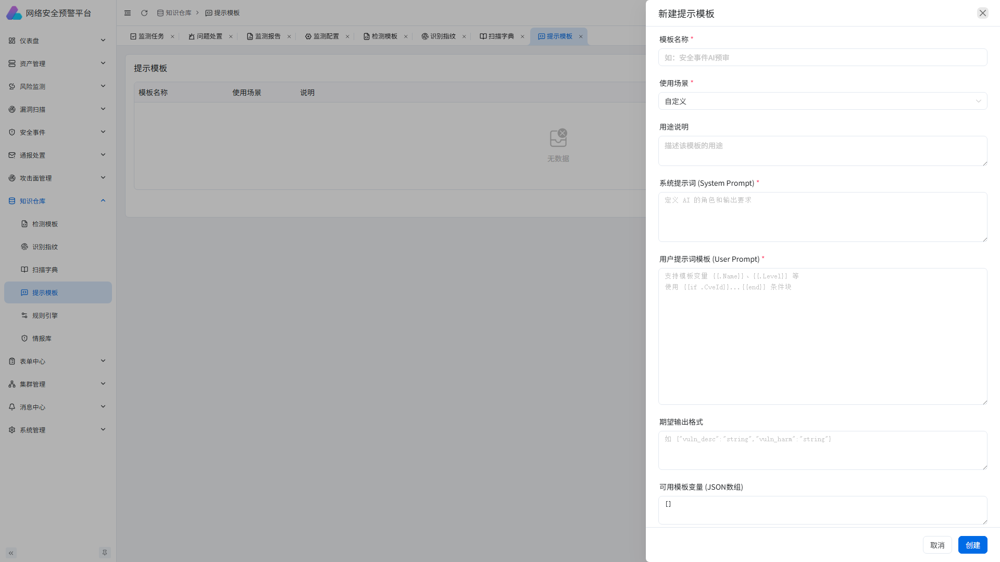 网络安全预警平台
仪表盘
资产管理
风险监测
漏洞扫描
安全事件
通报处置
攻击面管理
知识仓库
检测模板
识别指纹
扫描字典
提示模板
规则引擎
情报库
表单中心
集群管理
消息中心
系统管理
知识仓库 > 提示模板
监测任务 × 问题处置 × 监测报告 × 监测配置 × 检测模板 × 识别指纹 × 扫描字典 × 提示模板 ×
提示模板
模板名称 使用场景 说明
无数据
新建提示模板
模板名称 *
如：安全事件AI预审
使用场景 *
自定义
用途说明
描述该模板的用途
系统提示词 (System Prompt) *
定义 AI 的角色和输出要求
用户提示词模板 (User Prompt) *
支持模板变量 {{.Name}}、{{.Level}} 等
使用 {{if .CveId}}...{{end}} 条件块
期望输出格式
如 {"vuln_desc":"string","vuln_harm":"string"}
可用模板变量 (JSON数组)
[]
取消 创建